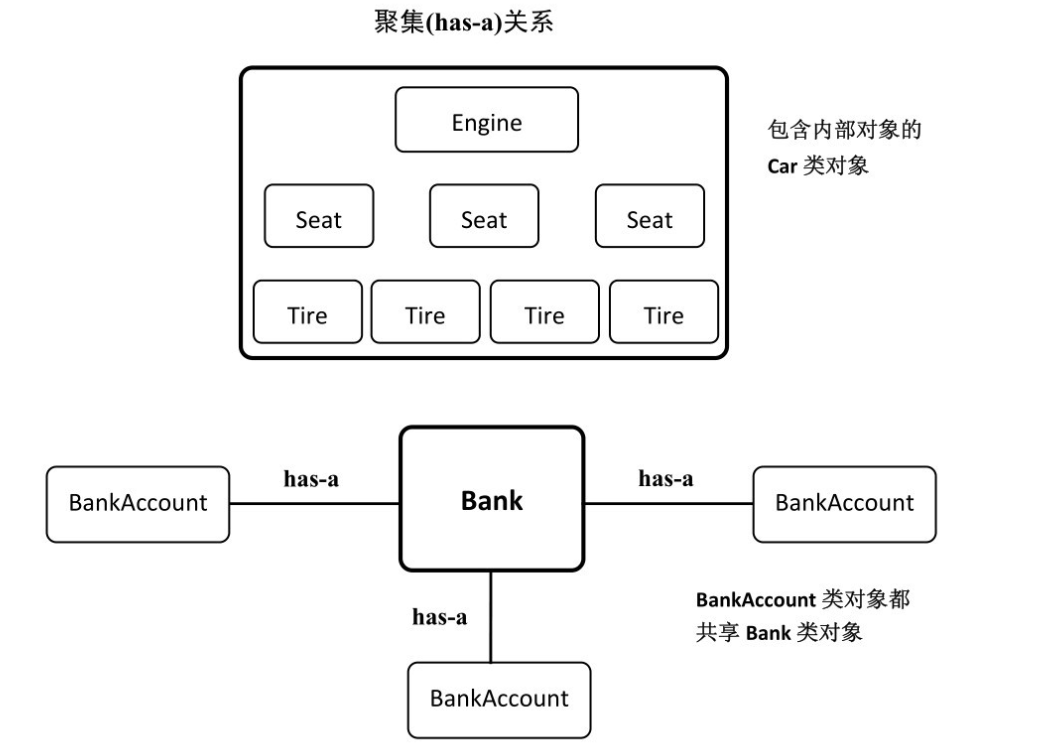 聚集(has-a)关系
Engine
包含内部对象的
Car 类对象
Seat
Seat
Seat
Tire
Tire
Tire
Tire
BankAccount
has-a
Bank
has-a
BankAccount
BankAccount 类对象都
共享 Bank 类对象
has-a
BankAccount